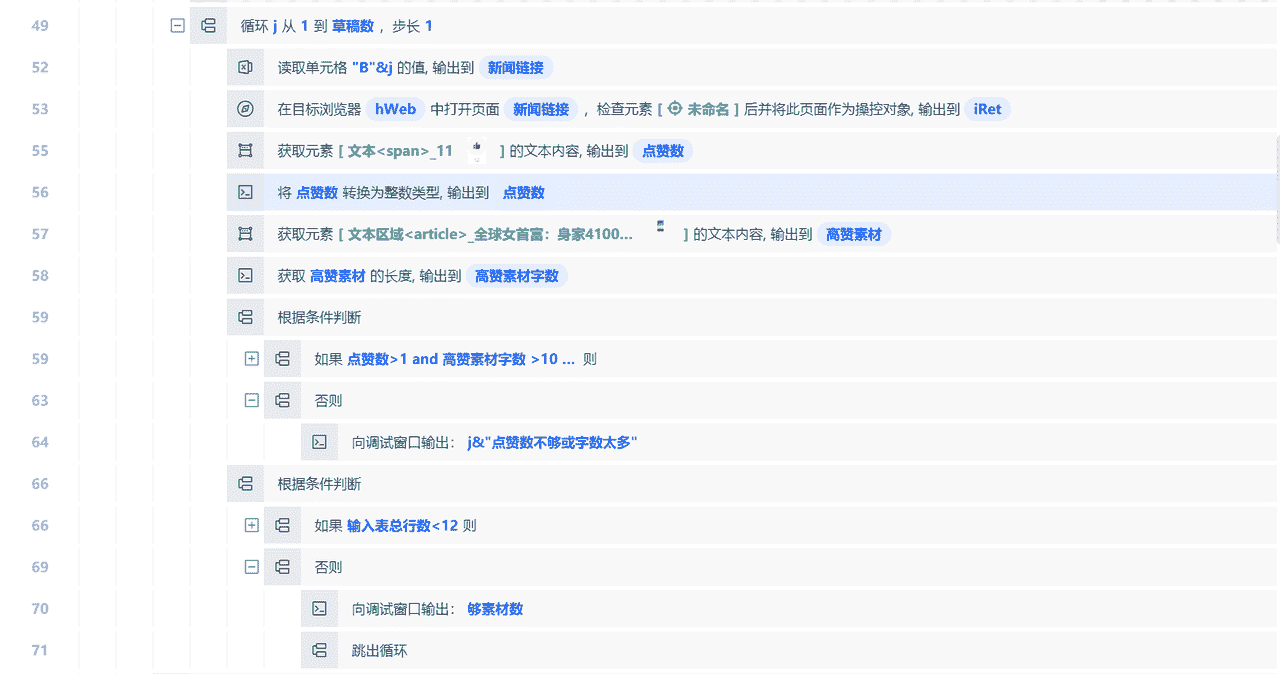 49 循环 j 从 1 到 草稿数 ，步长 1
52 读取单元格 "B"&j 的值, 输出到 新闻链接
53 在目标浏览器 hWeb 中打开页面 新闻链接 ，检查元素 [ 未命名 ] 后并将此页面作为操控对象, 输出到 iRet
55 获取元素 [ 文本<span>_11 ] 的文本内容, 输出到 点赞数
56 将 点赞数 转换为整数类型, 输出到 点赞数
57 获取元素 [ 文本区域<article>_全球女首富：身家4100... ] 的文本内容, 输出到 高赞素材
58 获取 高赞素材 的长度, 输出到 高赞素材字数
59 根据条件判断
59 如果 点赞数>1 and 高赞素材字数 >10 ... 则
63 否则
64 向调试窗口输出： j&"点赞数不够或字数太多"
66 根据条件判断
66 如果 输入表总行数<12 则
69 否则
70 向调试窗口输出： 够素材数
71 跳出循环